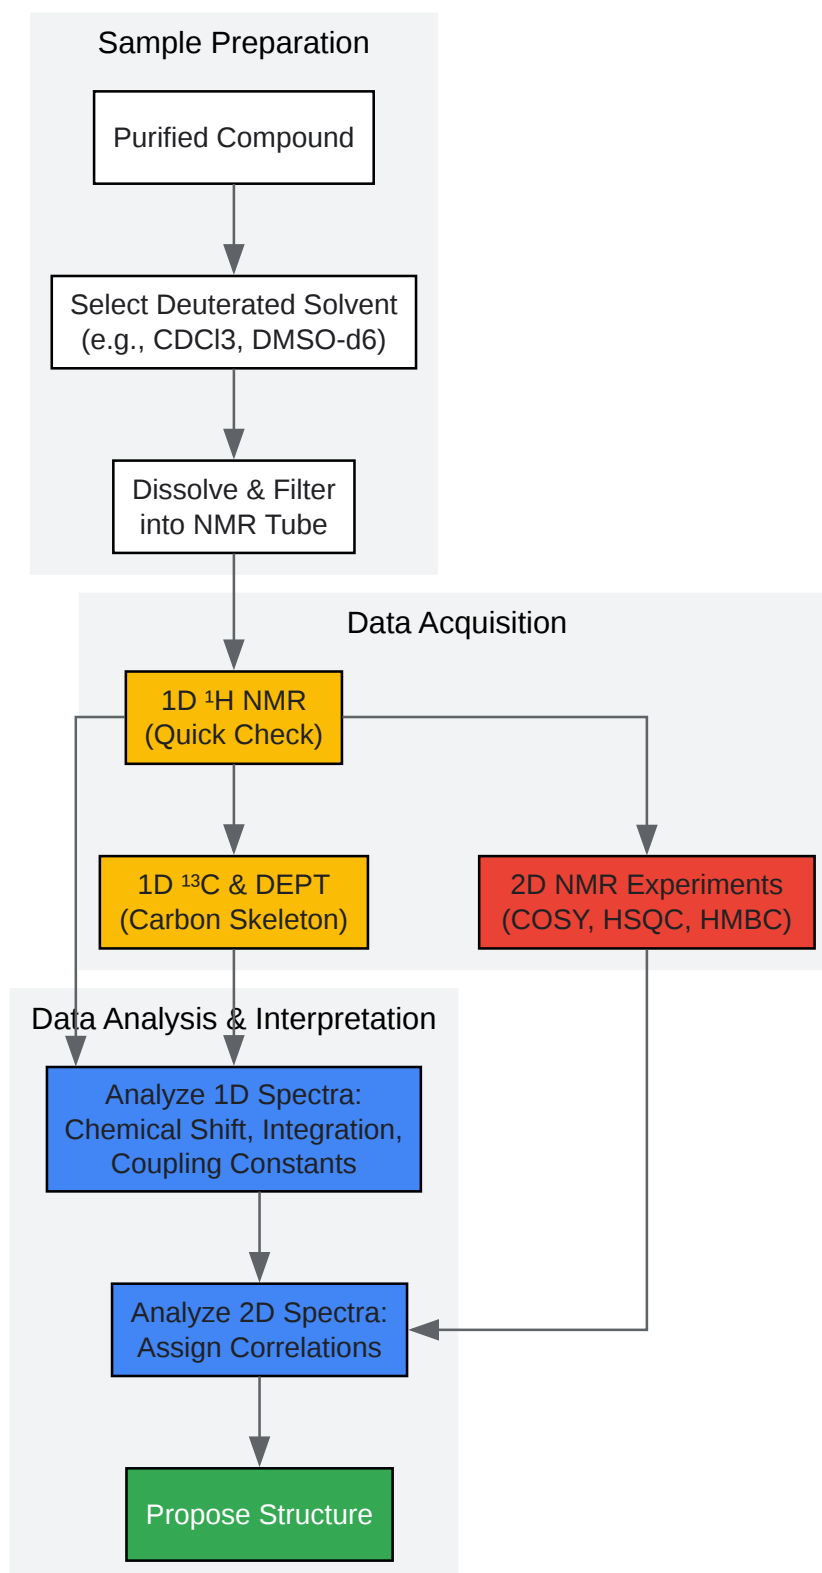 Sample Preparation
Purified Compound
Select Deuterated Solvent
(e.g., CDCl3, DMSO-d6)
Dissolve & Filter
into NMR Tube
Data Acquisition
1D ¹H NMR
(Quick Check)
1D ¹³C & DEPT
(Carbon Skeleton)
2D NMR Experiments
(COSY, HSQC, HMBC)
Data Analysis & Interpretation
Analyze 1D Spectra:
Chemical Shift, Integration,
Coupling Constants
Analyze 2D Spectra:
Assign Correlations
Propose Structure